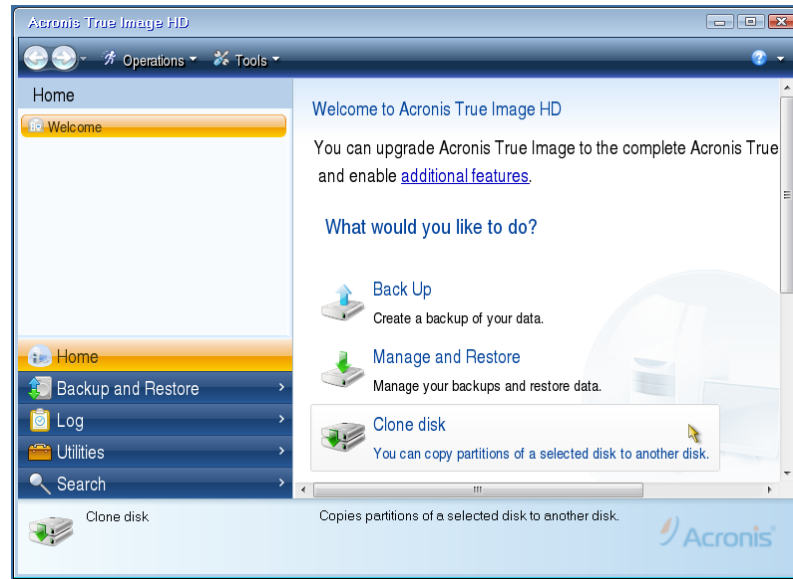 Acronis True Image HD
Operations Tools
Home
Welcome
Welcome to Acronis True Image HD
You can upgrade Acronis True Image to the complete Acronis True
and enable additional features.
What would you like to do?
Back Up
Create a backup of your data.
Manage and Restore
Manage your backups and restore data.
Clone disk
You can copy partitions of a selected disk to another disk.
Home
Backup and Restore
Log
Utilities
Search
Clone disk
Copies partitions of a selected disk to another disk.
Acronis